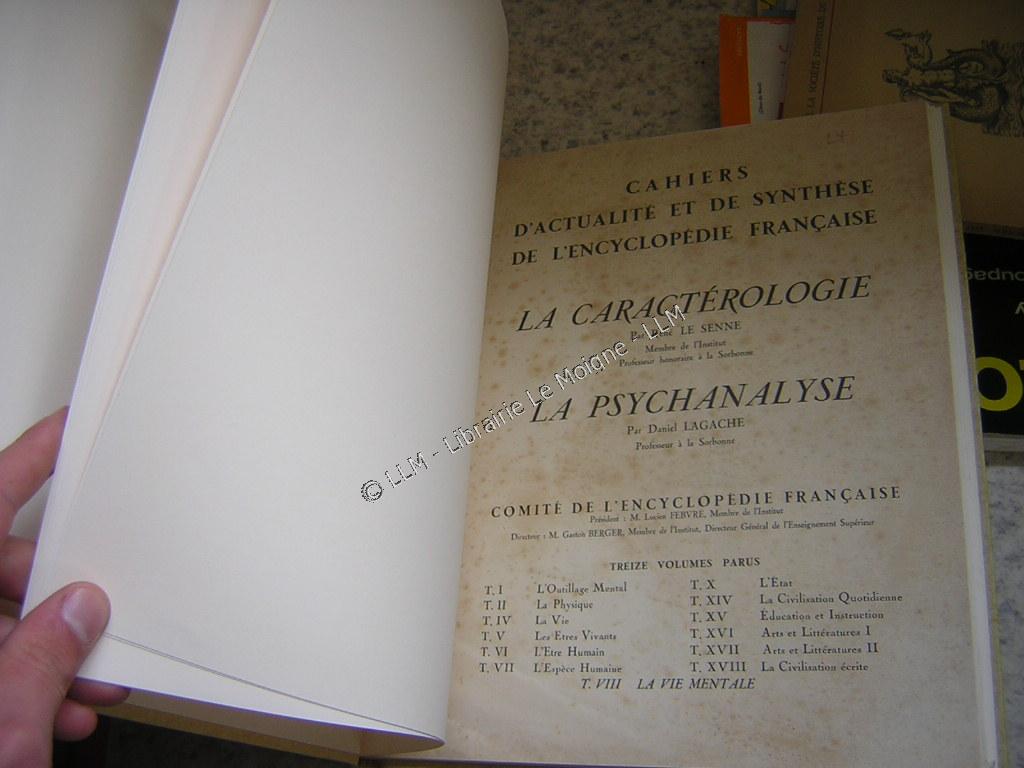 CAHIERS
D'ACTUALITÉ ET DE SYNTHÈSE
DE L'ENCYCLOPÉDIE FRANÇAISE
LA CARACTÉROLOGIE
Par René LE SENNE
Membre de l'Institut
Professeur honoraire à la Sorbonne
LA PSYCHANALYSE
Par Daniel LAGACHE
Professeur à la Sorbonne
© LLM - Librairie Le Moigne - LLM
COMITÉ DE L'ENCYCLOPÉDIE FRANÇAISE
Président : M. Lucien FEBVRE, Membre de l'Institut
Directeur : M. Gaston BERGER, Membre de l'Institut, Directeur Général de l'Enseignement Supérieur
TREIZE VOLUMES PARUS
T. I L'Outillage Mental
T. II La Physique
T. IV La Vie
T. V Les Etres Vivants
T. VI L'Etre Humain
T. VII L'Espèce Humaine
T. X L'État
T. XIV La Civilisation Quotidienne
T. XV Éducation et Instruction
T. XVI Arts et Littératures I
T. XVII Arts et Littératures II
T. XVIII La Civilisation écrite
T. VIII LA VIE MENTALE